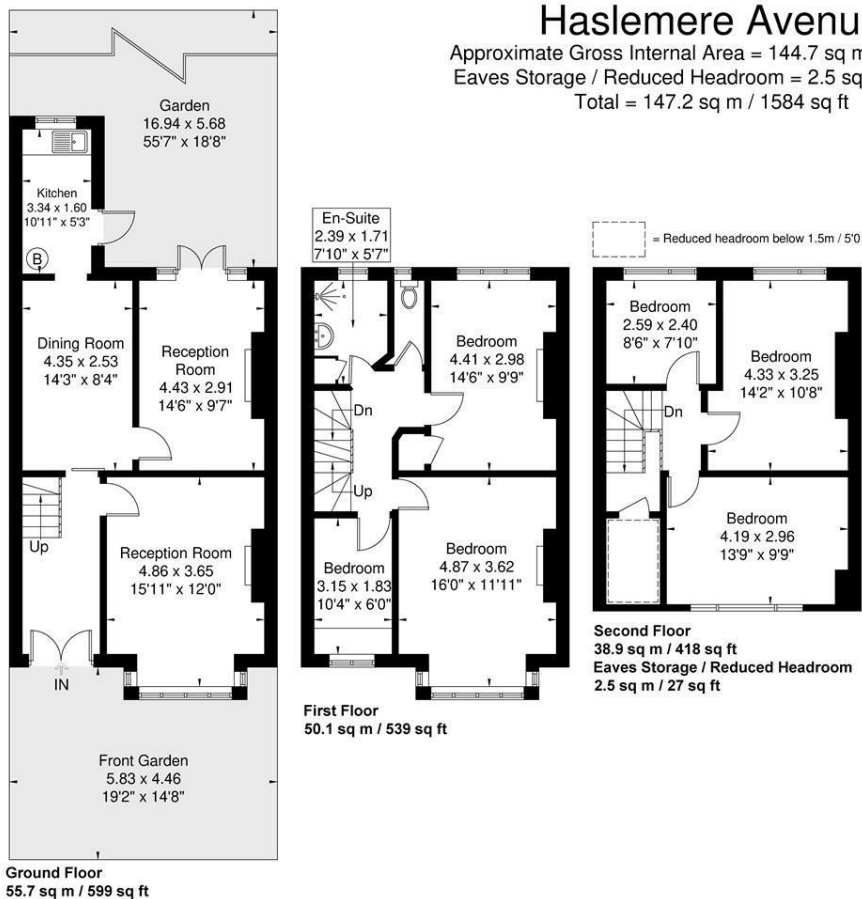 Haslemere Avenu
Approximate Gross Internal Area = 144.7 sq m
Eaves Storage / Reduced Headroom = 2.5 sq
Total = 147.2 sq m / 1584 sq ft
Garden
16.94 x 5.68
55'7" x 18'8"
Kitchen
3.34 x 1.60
10'11" x 5'3"
B
Dining Room
4.35 x 2.53
14'3" x 8'4"
Reception
Room
4.43 x 2.91
14'6" x 9'7"
Up
Reception Room
4.86 x 3.65
15'11" x 12'0"
IN
Front Garden
5.83 x 4.46
19'2" x 14'8"
Ground Floor
55.7 sq m / 599 sq ft
En-Suite
2.39 x 1.71
7'10" x 5'7"
Bedroom
4.41 x 2.98
14'6" x 9'9"
Dn
Up
Bedroom
3.15 x 1.83
10'4" x 6'0"
Bedroom
4.87 x 3.62
16'0" x 11'11"
First Floor
50.1 sq m / 539 sq ft
= Reduced headroom below 1.5m / 5'0
Bedroom
2.59 x 2.40
8'6" x 7'10"
Bedroom
4.33 x 3.25
14'2" x 10'8"
Dn
Bedroom
4.19 x 2.96
13'9" x 9'9"
Second Floor
38.9 sq m / 418 sq ft
Eaves Storage / Reduced Headroom
2.5 sq m / 27 sq ft